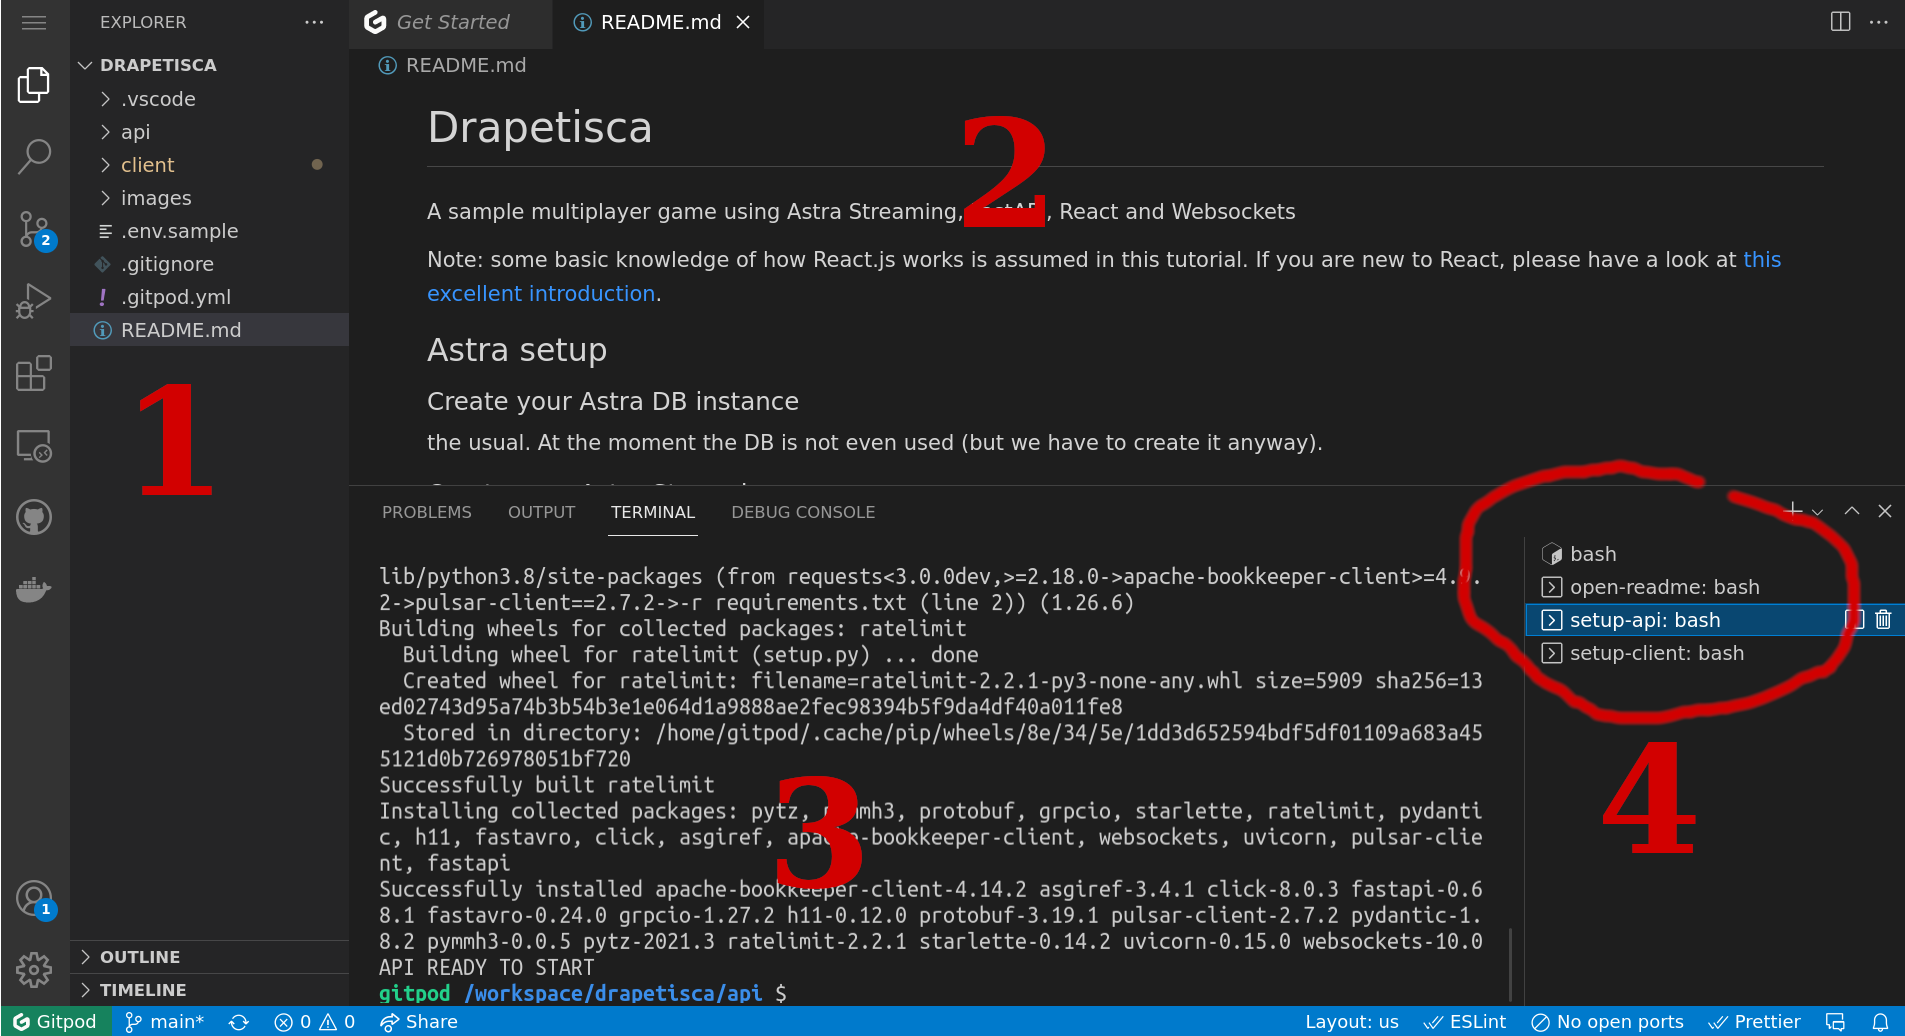 EXPLORER
DRAPETISCA
.vscode
api
client
images
.env.sample
.gitignore
.gitpod.yml
README.md
1
2
1
OUTLINE
TIMELINE
Get Started
README.md
README.md
Drapetisca
2
A sample multiplayer game using Astra Streaming, , React and Websockets
Note: some basic knowledge of how React.js works is assumed in this tutorial. If you are new to React, please have a look at this
excellent introduction.
Astra setup
Create your Astra DB instance
the usual. At the moment the DB is not even used (but we have to create it anyway).
PROBLEMS
OUTPUT
TERMINAL
DEBUG CONSOLE
lib/python3.8/site-packages (from requests<3.0.0dev,>=2.18.0->apache-bookkeeper-client>=4.9.
2->pulsar-client==2.7.2->-r requirements.txt (line 2)) (1.26.6)
Building wheels for collected packages: ratelimit
Building wheel for ratelimit (setup.py) ... done
Created wheel for ratelimit: filename=ratelimit-2.2.1-py3-none-any.whl size=5909 sha256=13
ed02743d95a74b3b54b3e1e064d1a9888ae2fec98394b5f9da4df40a011fe8
Stored in directory: /home/gitpod/.cache/pip/wheels/8e/34/5e/1dd3d652594bdf5df01109a683a45
5121d0b726978051bf720
Successfully built ratelimit
Installing collected packages: pytz, pymmh3, protobuf, grpcio, starlette, ratelimit, pydanti
c, h11, fastavro, click, asgiref, apache-bookkeeper-client, websockets, uvicorn, pulsar-clie
nt, fastapi
Successfully installed apache-bookkeeper-client-4.14.2 asgiref-3.4.1 click-8.0.3 fastapi-0.6
8.1 fastavro-0.24.0 grpcio-1.27.2 h11-0.12.0 protobuf-3.19.1 pulsar-client-2.7.2 pydantic-1.
8.2 pymmh3-0.0.5 pytz-2021.3 ratelimit-2.2.1 starlette-0.14.2 uvicorn-0.15.0 websockets-10.0
API READY TO START
gitpod /workspace/drapetisca/api $
3
bash
open-readme: bash
setup-api: bash
setup-client: bash
4
Gitpod
main*
0
0
Share
Layout: us
ESLint
No open ports
Prettier